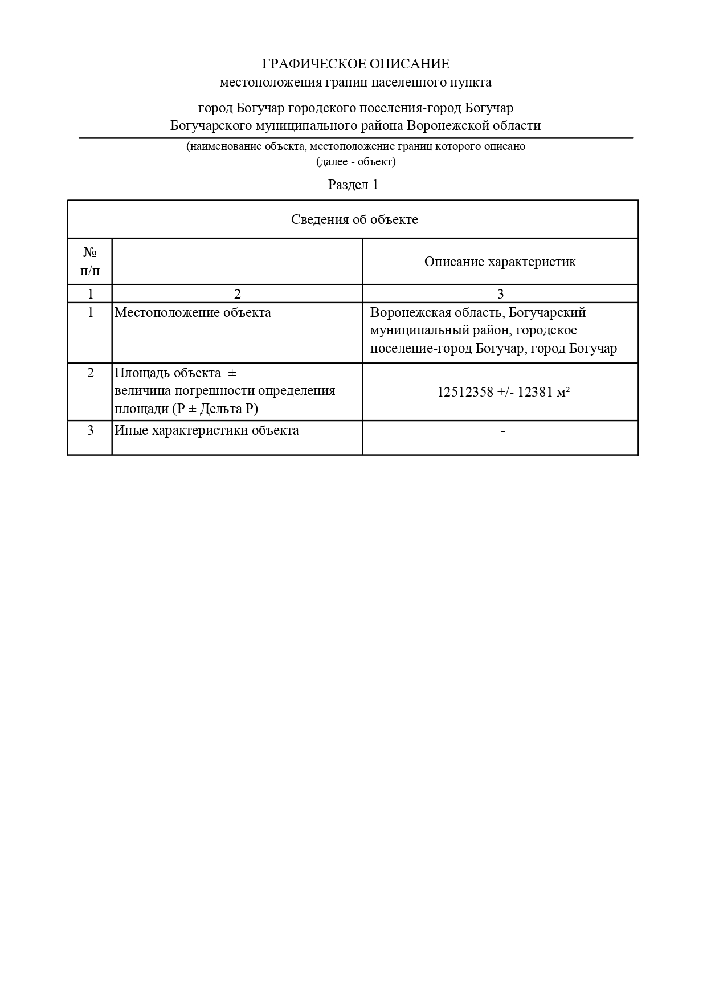 ГРАФИЧЕСКОЕ ОПИСАНИЕ
местоположения границ населенного пункта
город Богучар городского поселения-город Богучар
Богучарского муниципального района Воронежской области
(наименование объекта, местоположение границ которого описано
(далее - объект)
Раздел 1
Сведения об объекте
№
п/п
Описание характеристик
1 2 3
1 Местоположение объекта Воронежская область, Богучарский
муниципальный район, городское
поселение-город Богучар, город Богучар
2 Площадь объекта ±
величина погрешности определения
площади (P ± Дельта P)
12512358 +/- 12381 м²
3 Иные характеристики объекта -